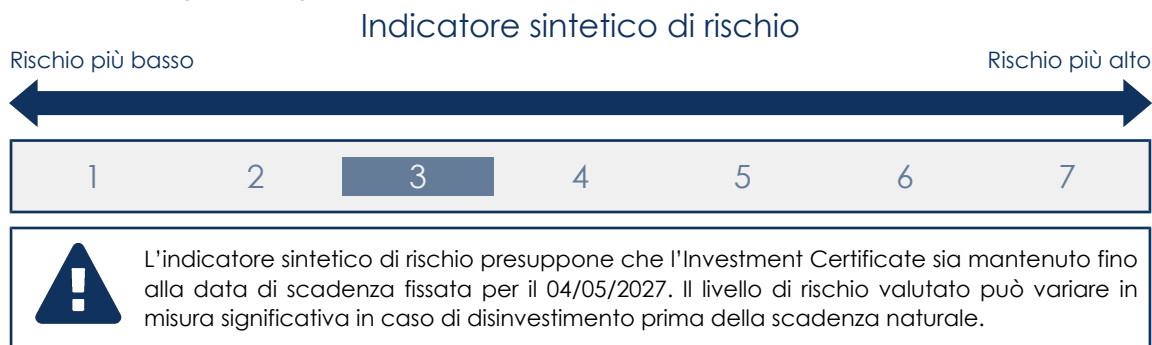 Indicatore sintetico di rischio
Rischio più basso
Rischio più alto
1 2 3 4 5 6 7
L'indicatore sintetico di rischio presuppone che l'Investment Certificate sia mantenuto fino
alla data di scadenza fissata per il 04/05/2027. Il livello di rischio valutato può variare in
misura significativa in caso di disinvestimento prima della scadenza naturale.